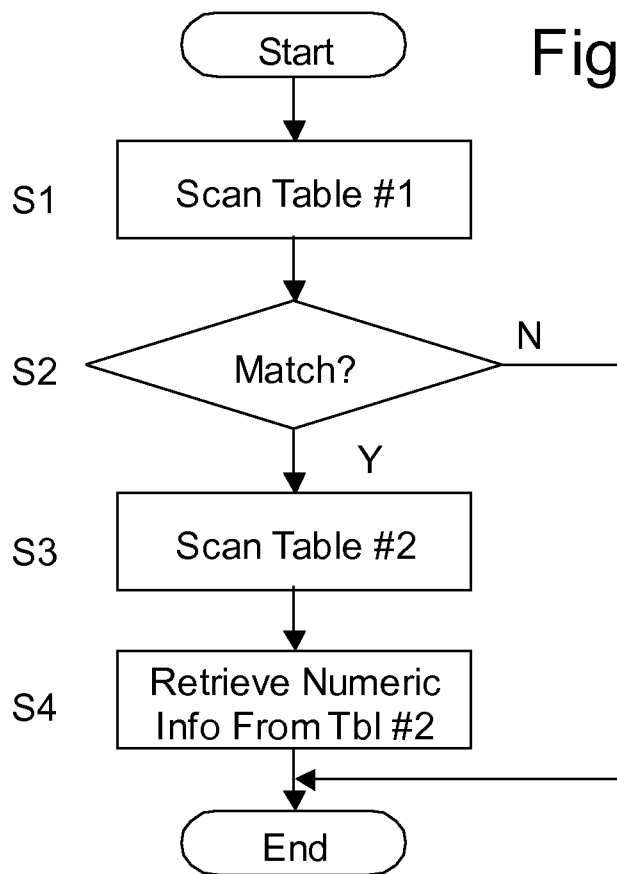 Start
Fig
S1
Scan Table #1
S2
Match?
N
Y
S3
Scan Table #2
S4
Retrieve Numeric
Info From Tbl #2
End